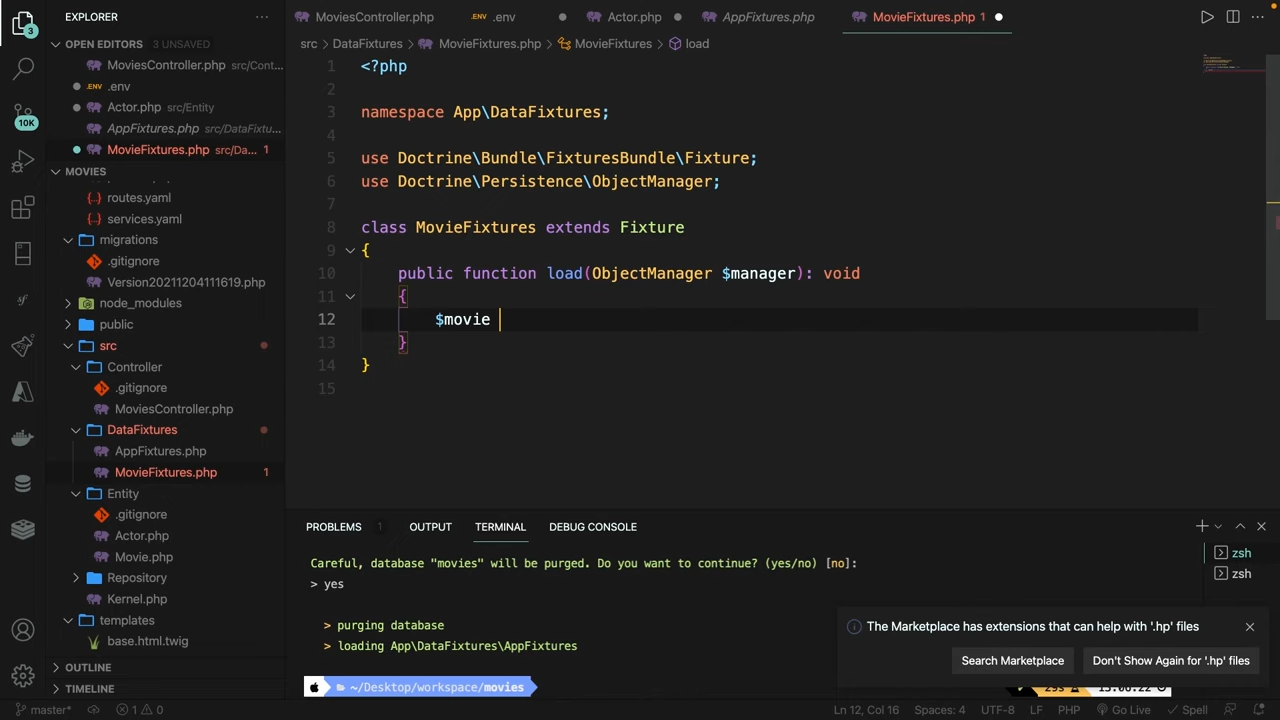 EXPLORER
OPEN EDITORS 3 UNSAVED
MoviesController.php src/Cont...
.env
Actor.php src/Entity
AppFixtures.php src/DataFixtu...
MovieFixtures.php src/Da... 1
MOVIES
routes.yaml
services.yaml
migrations
.gitignore
Version20211204111619.php
node_modules
public
src
Controller
.gitignore
MoviesController.php
DataFixtures
AppFixtures.php
MovieFixtures.php 1
Entity
.gitignore
Actor.php
Movie.php
Repository
Kernel.php
templates
base.html.twig
OUTLINE
TIMELINE
3
10K
MoviesController.php .env Actor.php AppFixtures.php MovieFixtures.php 1
src > DataFixtures > MovieFixtures.php > MovieFixtures > load
1 <?php
2
3 namespace App\DataFixtures;
4
5 use Doctrine\Bundle\FixturesBundle\Fixture;
6 use Doctrine\Persistence\ObjectManager;
7
8 class MovieFixtures extends Fixture
9 {
10 public function load(ObjectManager $manager): void
11 {
12 $movie
13 }
14 }
15
PROBLEMS 1 OUTPUT TERMINAL DEBUG CONSOLE
Careful, database "movies" will be purged. Do you want to continue? (yes/no) [no]:
> yes
> purging database
> loading App\DataFixtures\AppFixtures
~/Desktop/workspace/movies
zsh
zsh
The Marketplace has extensions that can help with '.hp' files
Search Marketplace Don't Show Again for '.hp' files
master* 1 0 Ln 12, Col 16 Spaces: 4 UTF-8 LF PHP Go Live Spell